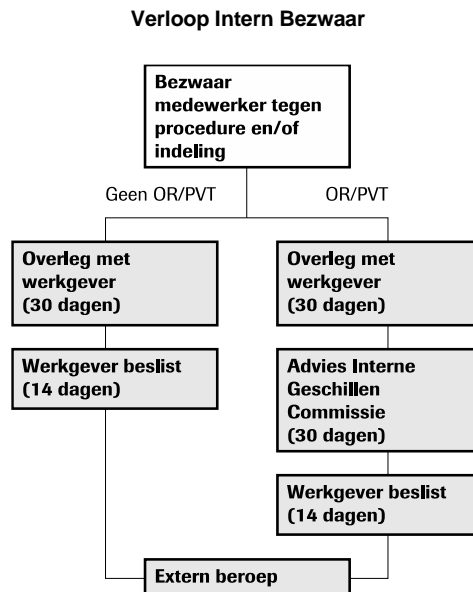 Verloop Intern Bezwaar
Bezwaar
medewerker tegen
procedure en/of
indeling
Geen OR/PVT
OR/PVT
Overleg met
werkgever
(30 dagen)
Overleg met
werkgever
(30 dagen)
Werkgever beslist
(14 dagen)
Advies Interne
Geschillen
Commissie
(30 dagen)
Werkgever beslist
(14 dagen)
Extern beroep